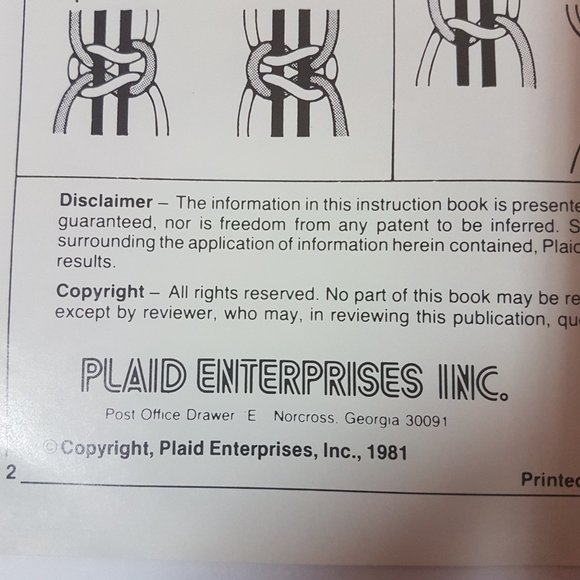 Disclaimer – The information in this instruction book is presente
guaranteed, nor is freedom from any patent to be inferred. S
surrounding the application of information herein contained, Plaid
results.
Copyright – All rights reserved. No part of this book may be re
except by reviewer, who may, in reviewing this publication, quo
PLAID ENTERPRISES INC.
Post Office Drawer E Norcross, Georgia 30091
©Copyright, Plaid Enterprises, Inc., 1981
2
Printed